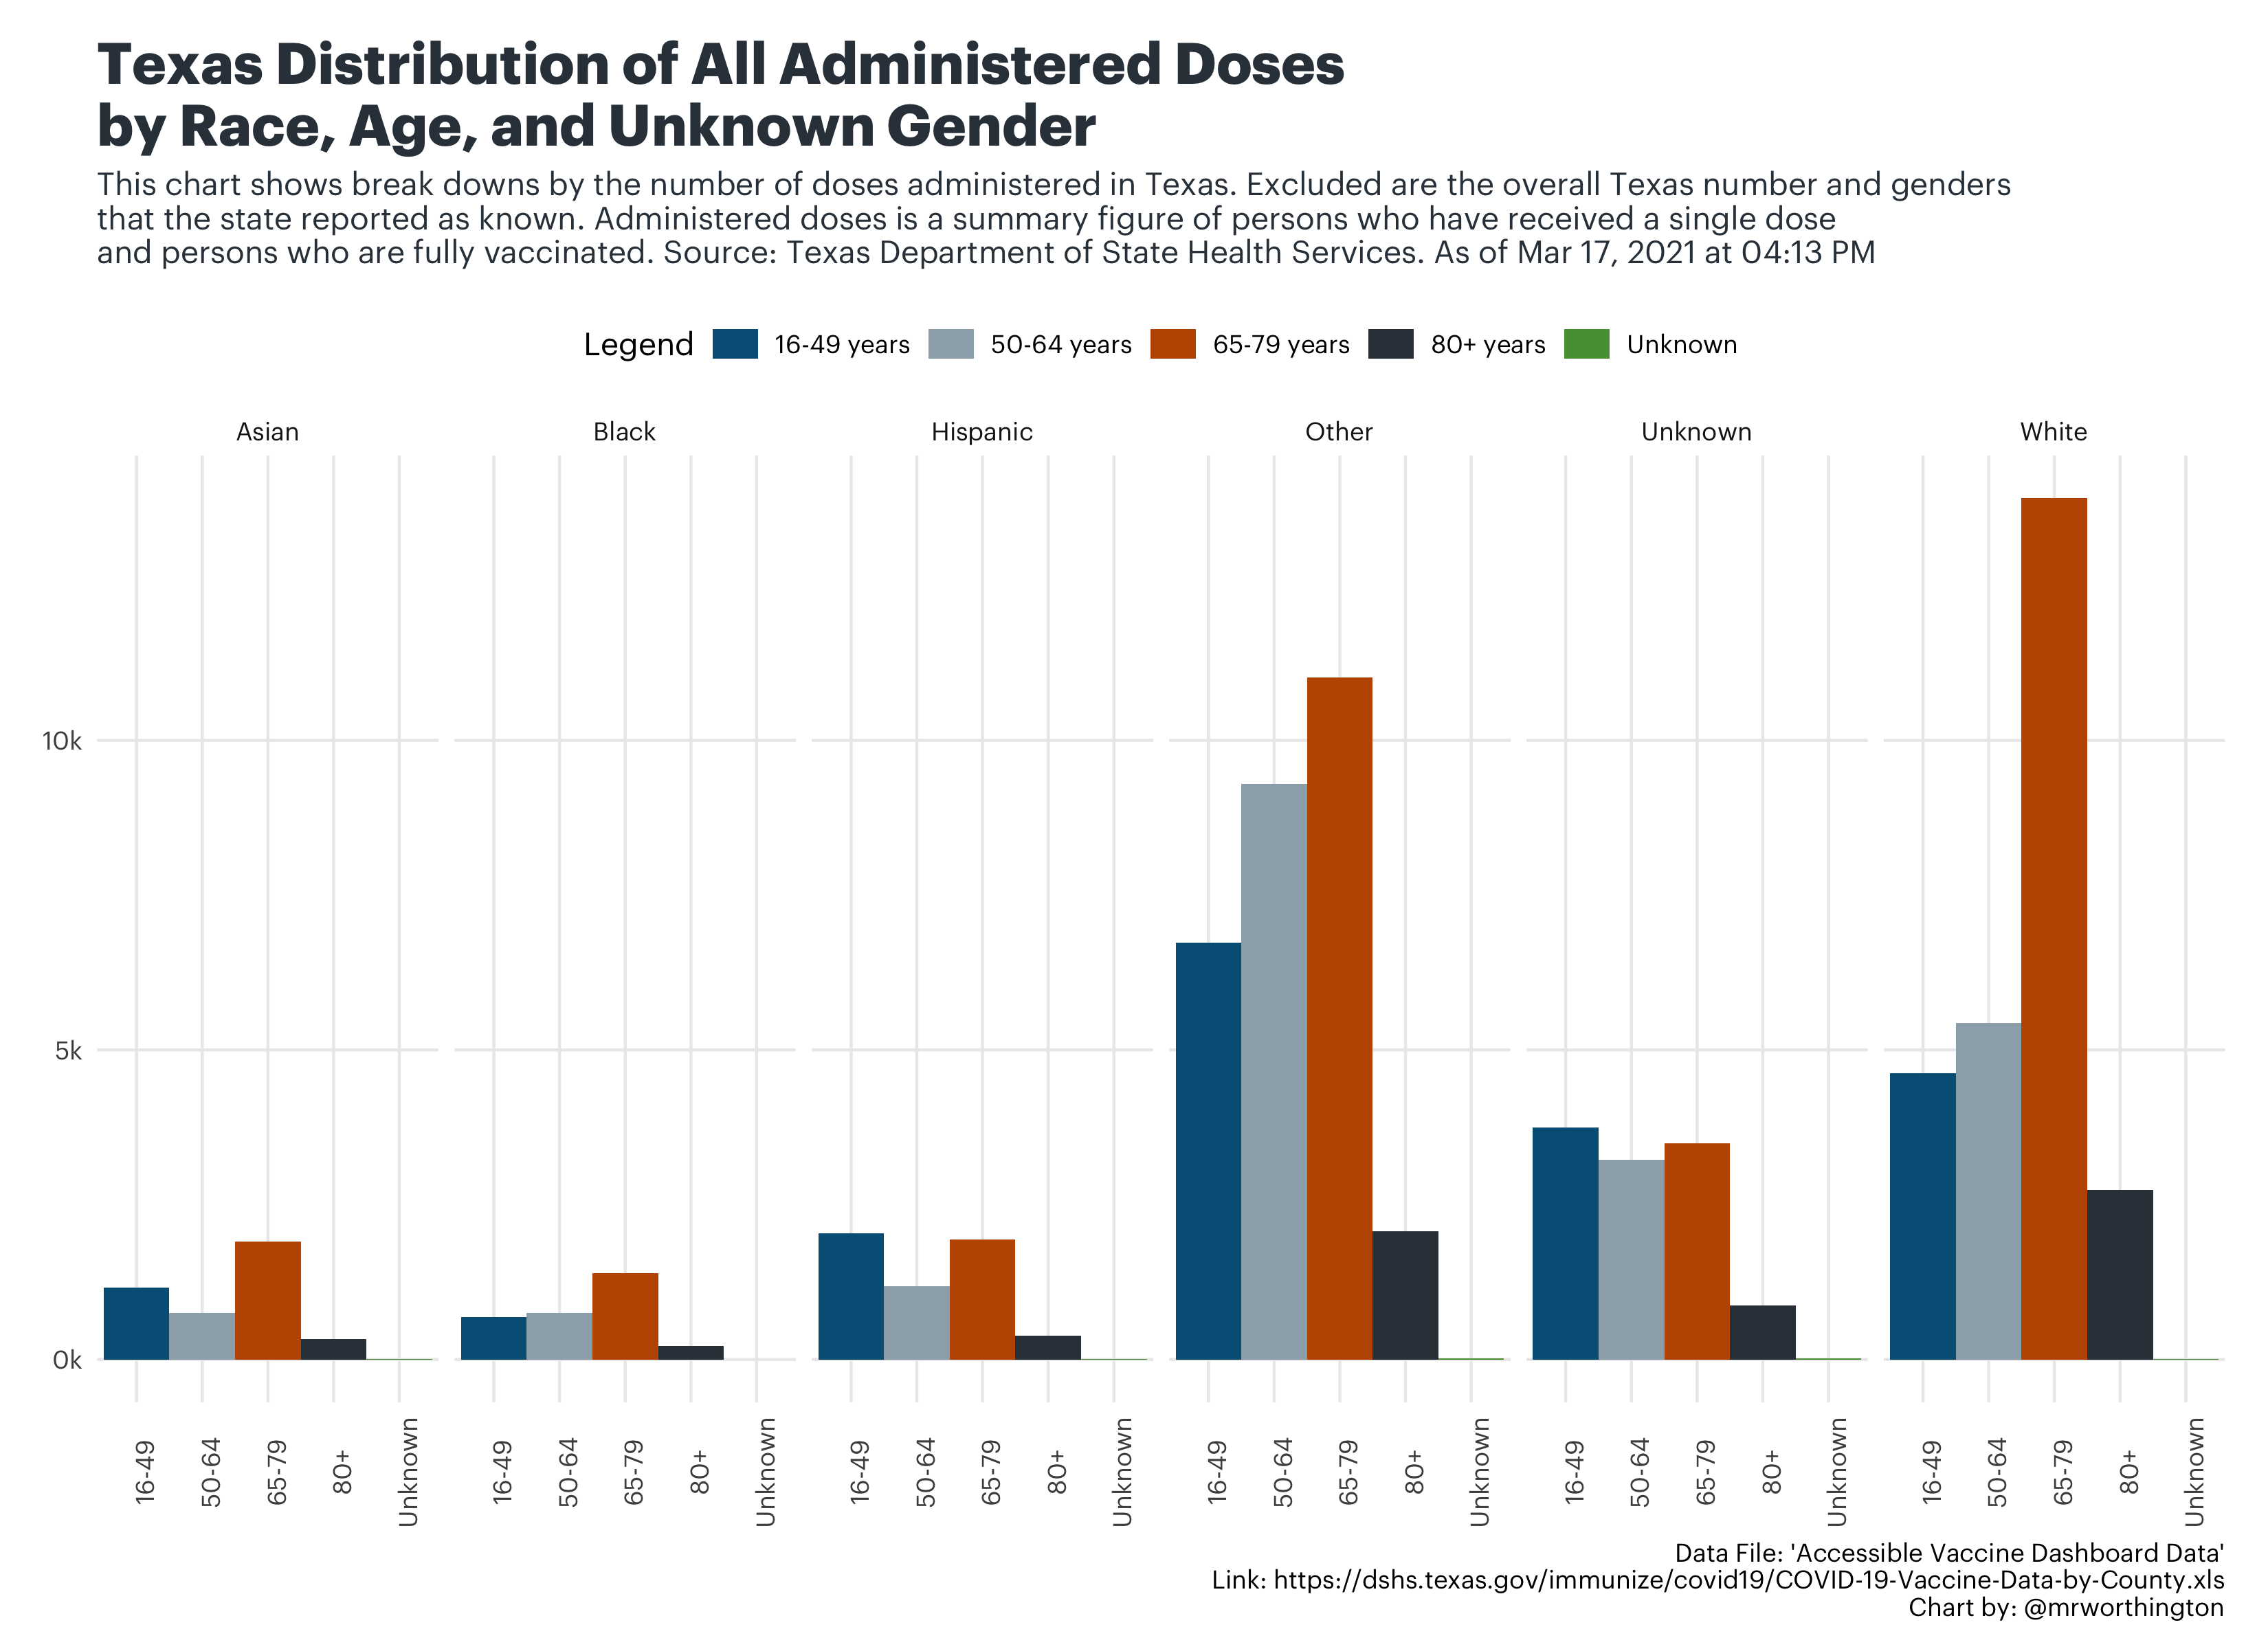 Texas Distribution of All Administered Doses
by Race, Age, and Unknown Gender
This chart shows break downs by the number of doses administered in Texas. Excluded are the overall Texas number and genders
that the state reported as known. Administered doses is a summary figure of persons who have received a single dose
and persons who are fully vaccinated. Source: Texas Department of State Health Services. As of Mar 17, 2021 at 04:13 PM
Legend 16-49 years 50-64 years 65-79 years 80+ years Unknown
Asian Black Hispanic Other Unknown White
10k
5k
0k
16-49 50-64 65-79 80+ Unknown 16-49 50-64 65-79 80+ Unknown 16-49 50-64 65-79 80+ Unknown 16-49 50-64 65-79 80+ Unknown 16-49 50-64 65-79 80+ Unknown 16-49 50-64 65-79 80+ Unknown
Data File: 'Accessible Vaccine Dashboard Data'
Link: https://dshs.texas.gov/immunize/covid19/COVID-19-Vaccine-Data-by-County.xls
Chart by: @mrworthington